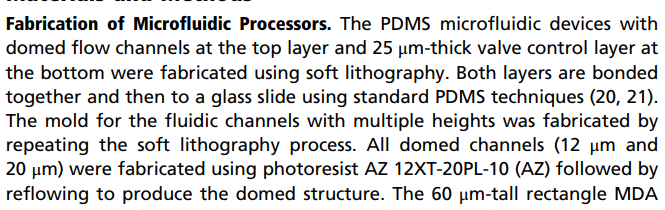 Fabrication of Microfluidic Processors. The PDMS microfluidic devices with
domed flow channels at the top layer and 25 μm-thick valve control layer at
the bottom were fabricated using soft lithography. Both layers are bonded
together and then to a glass slide using standard PDMS techniques (20, 21).
The mold for the fluidic channels with multiple heights was fabricated by
repeating the soft lithography process. All domed channels (12 μm and
20 μm) were fabricated using photoresist AZ 12XT-20PL-10 (AZ) followed by
reflowing to produce the domed structure. The 60 μm-tall rectangle MDA